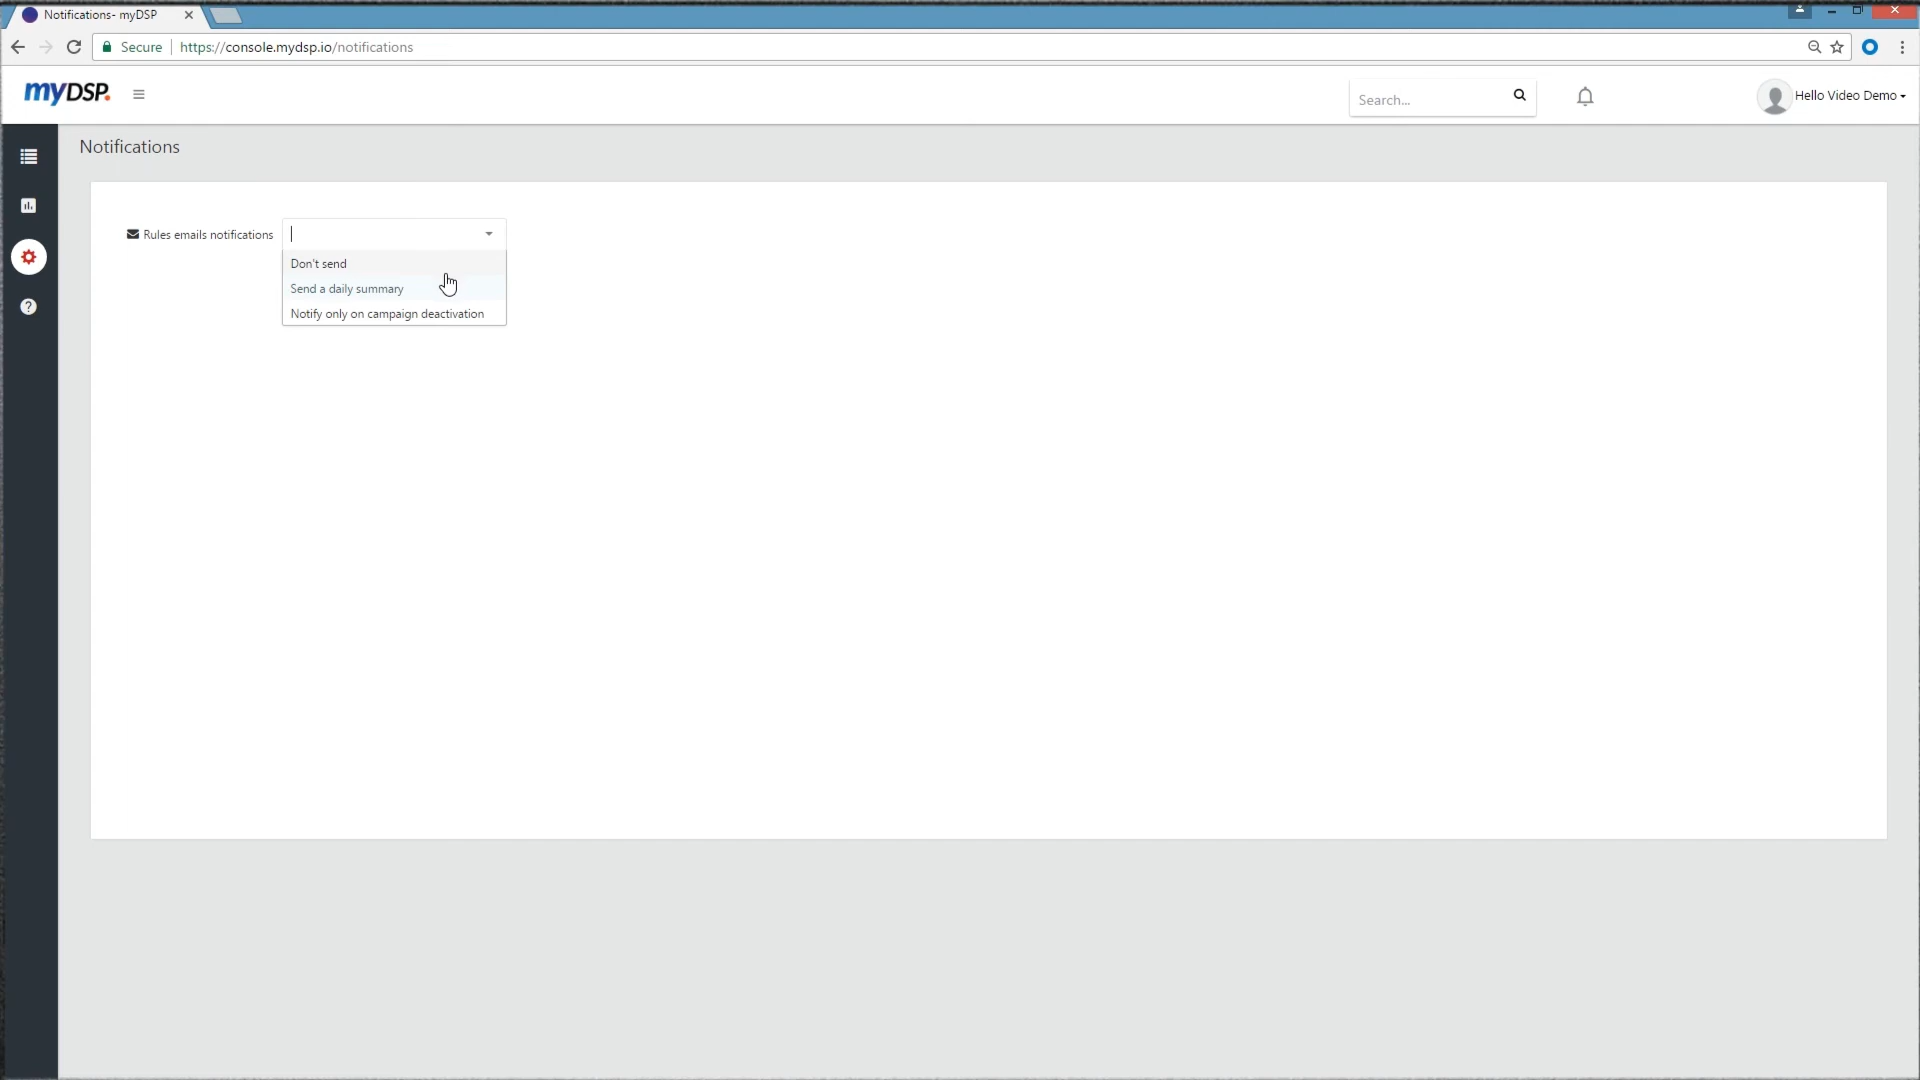 Notifications- myDSP
Secure https://console.mydsp.io/notifications
myDSP.
Search...
Hello Video Demo
Notifications
Rules emails notifications
Don't send
Send a daily summary
Notify only on campaign deactivation